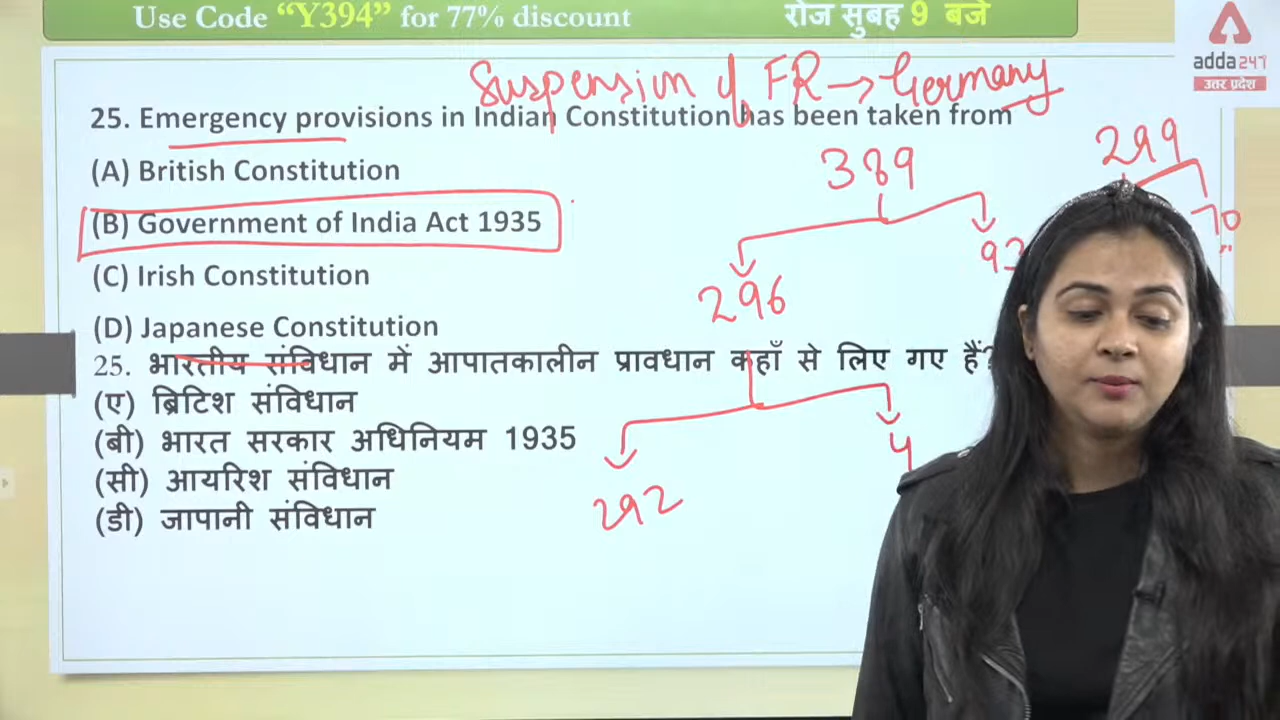 Use Code “Y394” for 77% discount
रोज सुबह 9 बजे
adda247
उत्तर प्रदेश
Suspension of FR → Germany
25. Emergency provisions in Indian Constitution has been taken from
(A) British Constitution
(B) Government of India Act 1935
(C) Irish Constitution
(D) Japanese Constitution
389
299
70
93
296
25. भारतीय संविधान में आपातकालीन प्रावधान कहाँ से लिए गए हैं?
(ए) ब्रिटिश संविधान
(बी) भारत सरकार अधिनियम 1935
(सी) आयरिश संविधान
(डी) जापानी संविधान
4
292